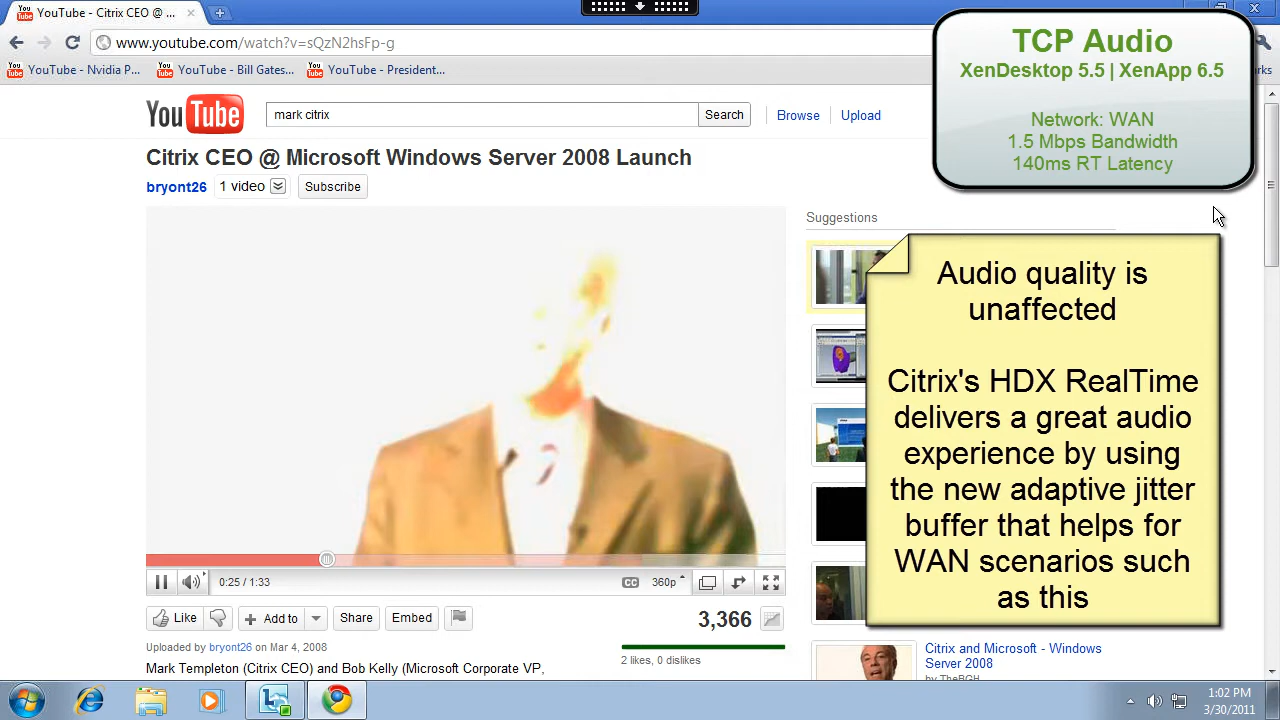 YouTube - Citrix CEO @ ...
www.youtube.com/watch?v=sQzN2hsFp-g
YouTube - Nvidia P...
YouTube - Bill Gates...
YouTube - President...
TCP Audio
XenDesktop 5.5 | XenApp 6.5
Network: WAN
1.5 Mbps Bandwidth
140ms RT Latency
YouTube
mark citrix
Search
Browse
Upload
Citrix CEO @ Microsoft Windows Server 2008 Launch
bryont26
1 video
Subscribe
Suggestions
Audio quality is
unaffected
Citrix's HDX RealTime
delivers a great audio
experience by using
the new adaptive jitter
buffer that helps for
WAN scenarios such
as this
0:25 / 1:33
CC
360p
Like
Add to
Share
Embed
3,366
Uploaded by bryont26 on Mar 4, 2008
2 likes, 0 dislikes
Mark Templeton (Citrix CEO) and Bob Kelly (Microsoft Corporate VP,
Citrix and Microsoft - Windows
Server 2008
by TheBGH
1:02 PM
3/30/2011